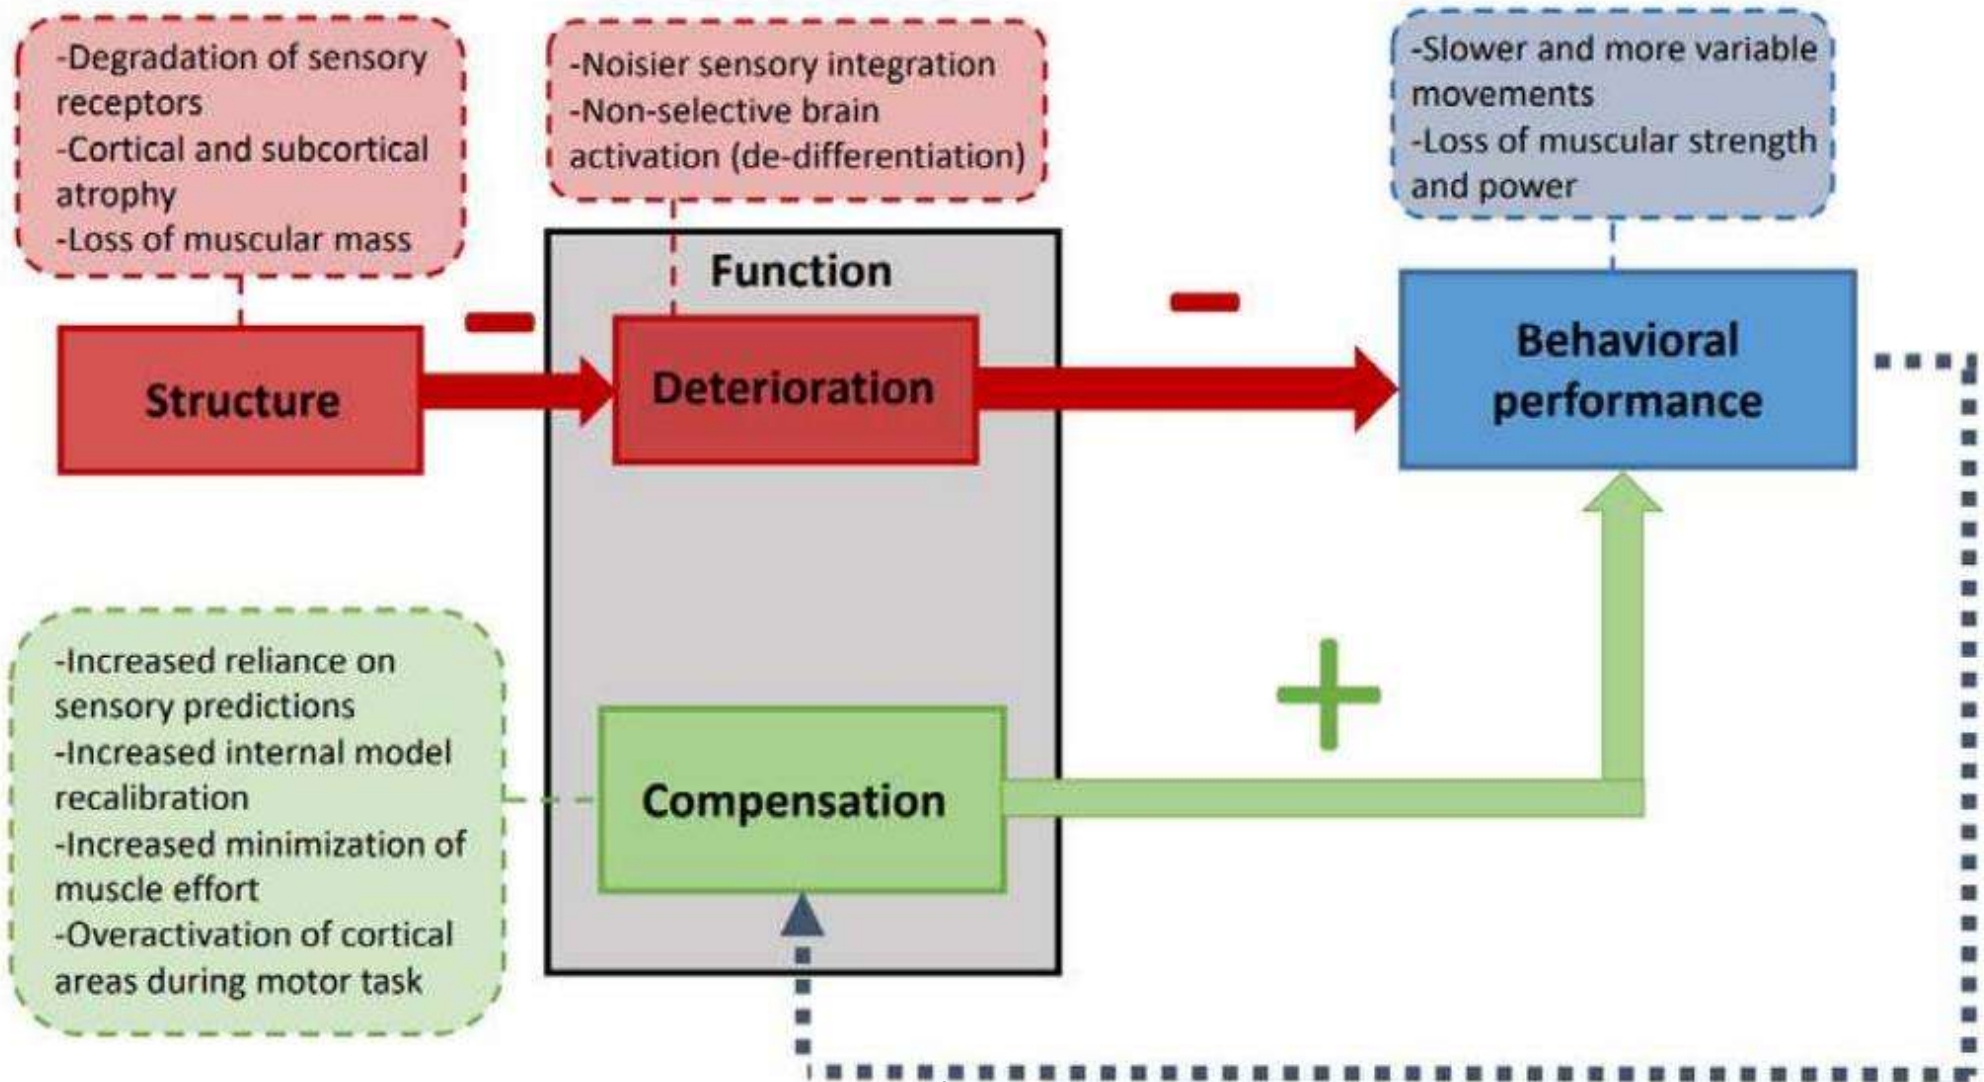 -Degradation of sensory
receptors
-Cortical and subcortical
atrophy
-Loss of muscular mass
-Noisier sensory integration
-Non-selective brain
activation (de-differentiation)
-Slower and more variable
movements
-Loss of muscular strength
and power
Function
Structure
Deterioration
Behavioral
performance
-Increased reliance on
sensory predictions
-Increased internal model
recalibration
-Increased minimization of
muscle effort
-Overactivation of cortical
areas during motor task
Compensation